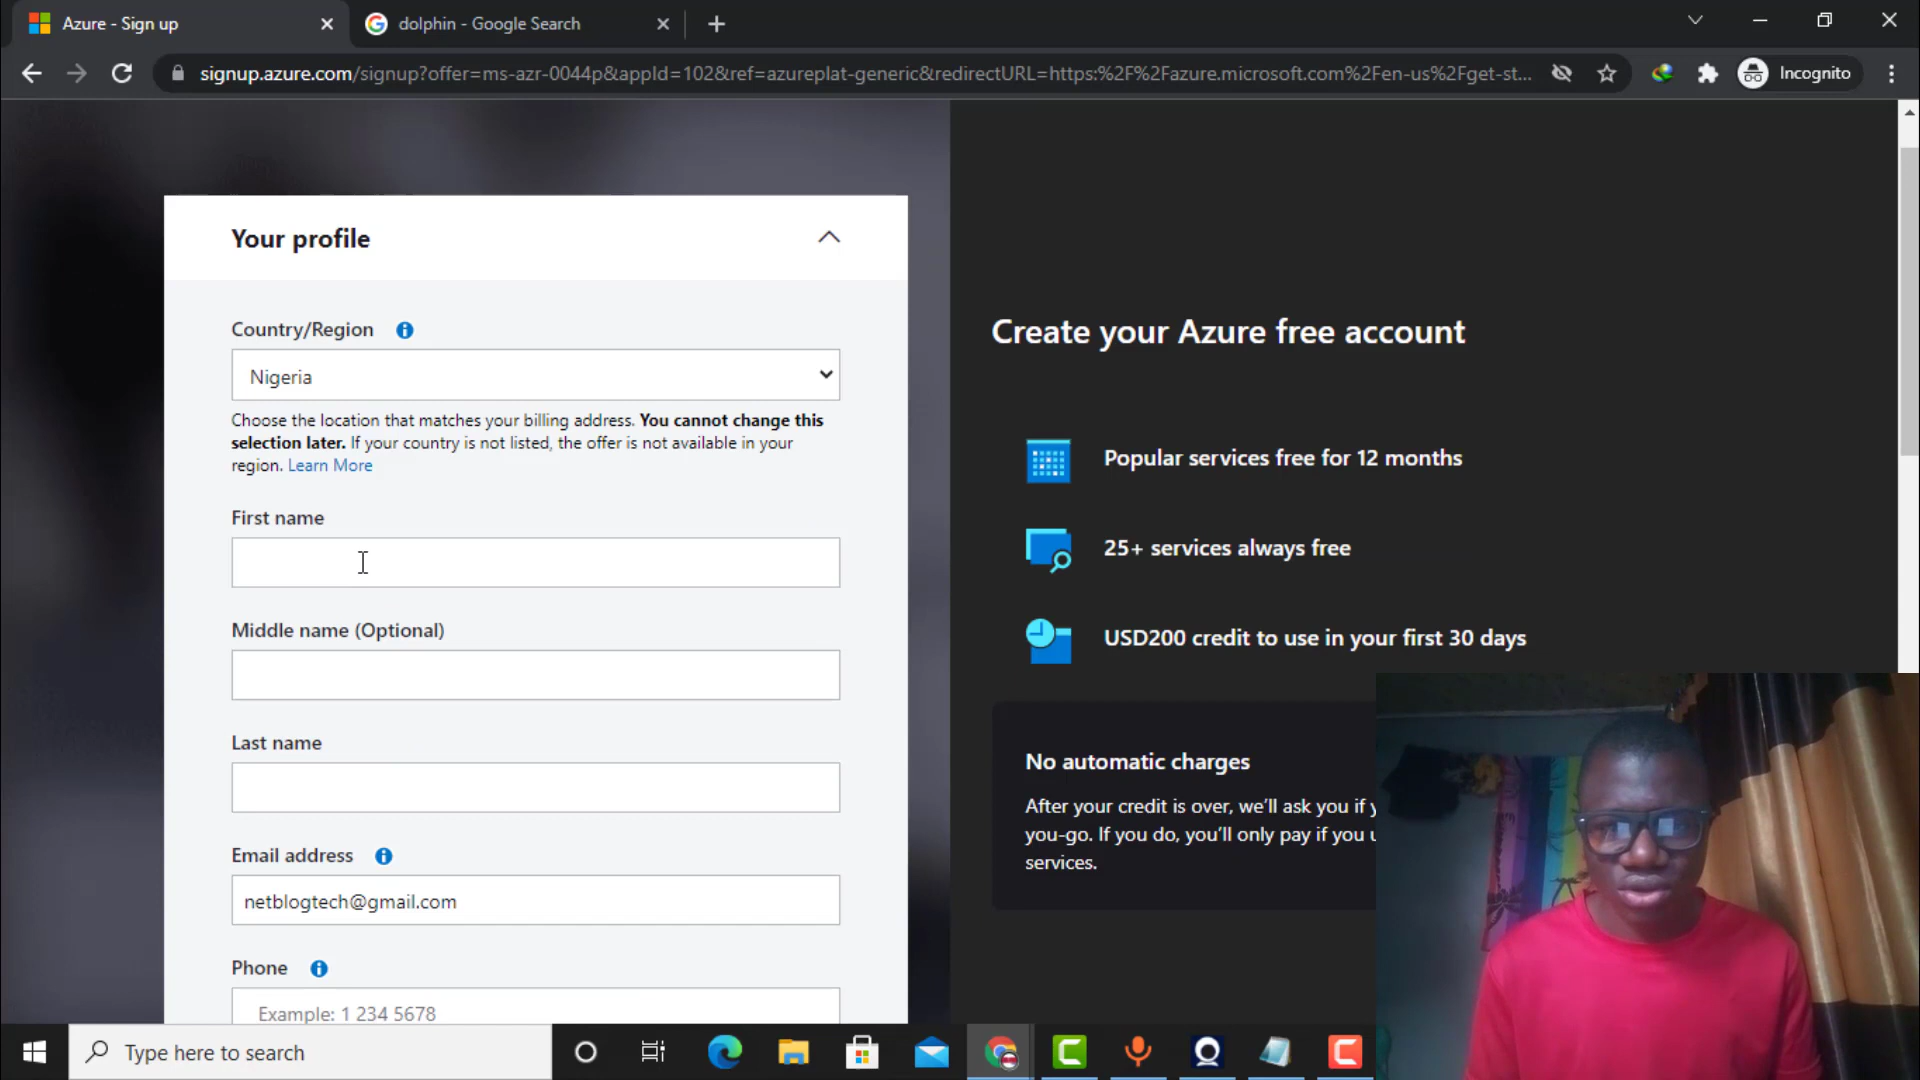 Azure - Sign up
dolphin - Google Search
signup.azure.com/signup?offer=ms-azr-0044p&appId=102&ref=azureplat-generic&redirectURL=https:%2F%2Fazure.microsoft.com%2Fen-us%2Fget-st...
Incognito
Your profile
Country/Region
Nigeria
Choose the location that matches your billing address. You cannot change this
selection later. If your country is not listed, the offer is not available in your
region. Learn More
First name
Middle name (Optional)
Last name
Email address
netblogtech@gmail.com
Phone
Example: 1 234 5678
Create your Azure free account
Popular services free for 12 months
25+ services always free
USD200 credit to use in your first 30 days
No automatic charges
After your credit is over, we'll ask you if
you-go. If you do, you'll only pay if you
services.
Type here to search